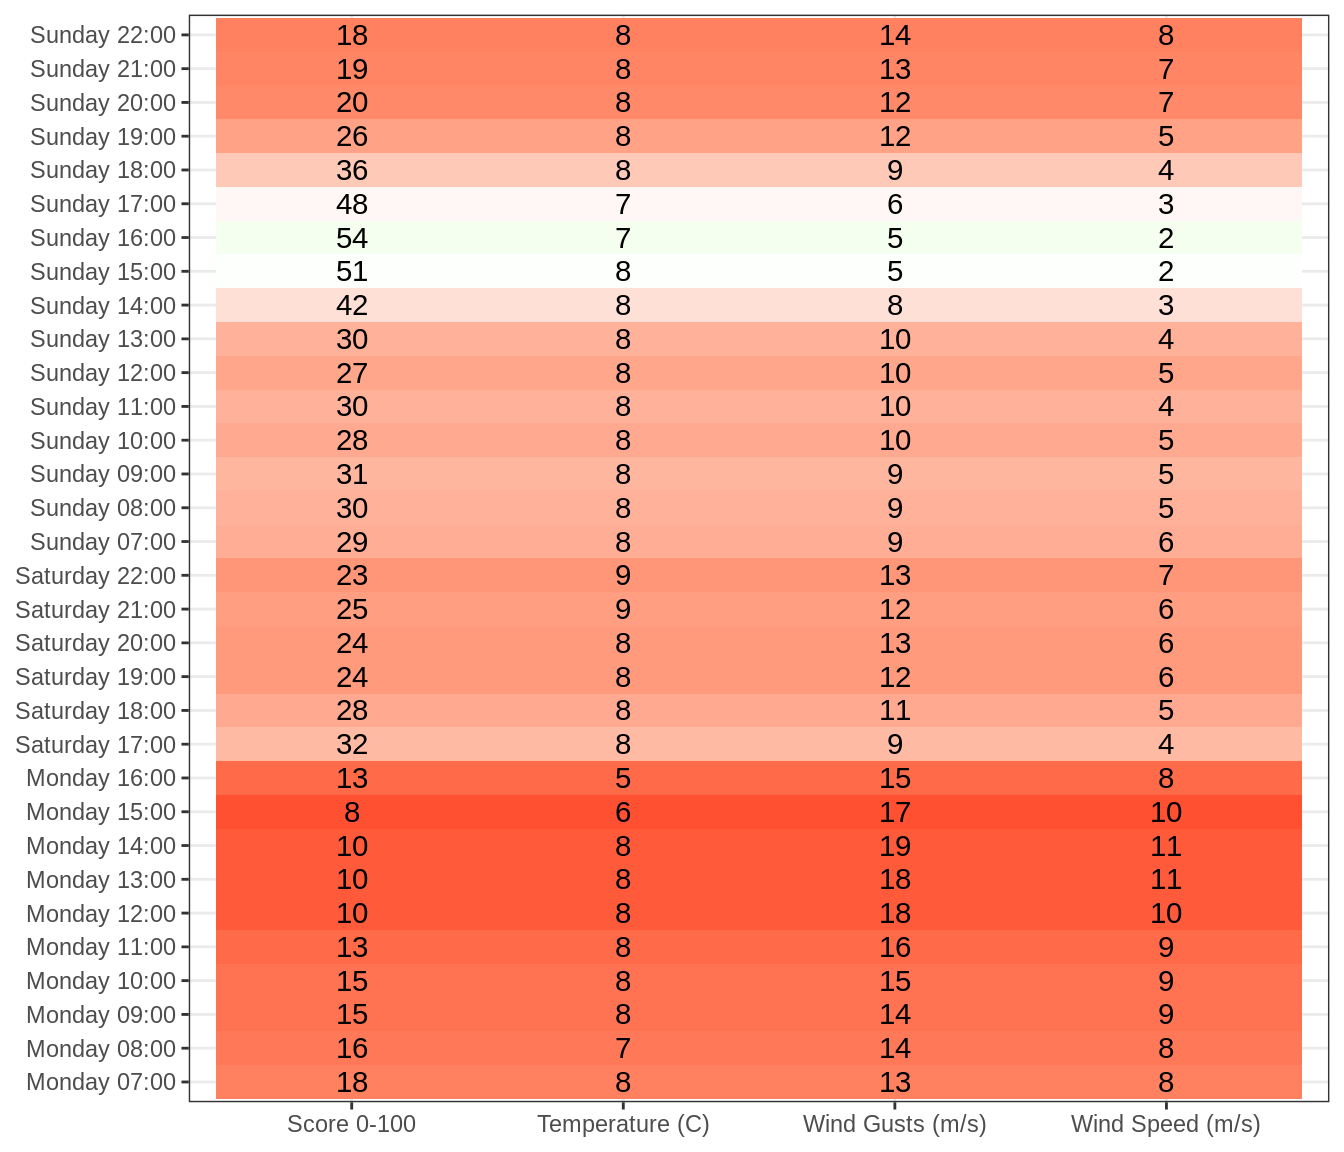 Sunday 22:00 18 8 14 8
Sunday 21:00 19 8 13 7
Sunday 20:00 20 8 12 7
Sunday 19:00 26 8 12 5
Sunday 18:00 36 8 9 4
Sunday 17:00 48 7 6 3
Sunday 16:00 54 7 5 2
Sunday 15:00 51 8 5 2
Sunday 14:00 42 8 8 3
Sunday 13:00 30 8 10 4
Sunday 12:00 27 8 10 5
Sunday 11:00 30 8 10 4
Sunday 10:00 28 8 10 5
Sunday 09:00 31 8 9 5
Sunday 08:00 30 8 9 5
Sunday 07:00 29 8 9 6
Saturday 22:00 23 9 13 7
Saturday 21:00 25 9 12 6
Saturday 20:00 24 8 13 6
Saturday 19:00 24 8 12 6
Saturday 18:00 28 8 11 5
Saturday 17:00 32 8 9 4
Monday 16:00 13 5 15 8
Monday 15:00 8 6 17 10
Monday 14:00 10 8 19 11
Monday 13:00 10 8 18 11
Monday 12:00 10 8 18 10
Monday 11:00 13 8 16 9
Monday 10:00 15 8 15 9
Monday 09:00 15 8 14 9
Monday 08:00 16 7 14 8
Monday 07:00 18 8 13 8
Score 0-100 Temperature (C) Wind Gusts (m/s) Wind Speed (m/s)